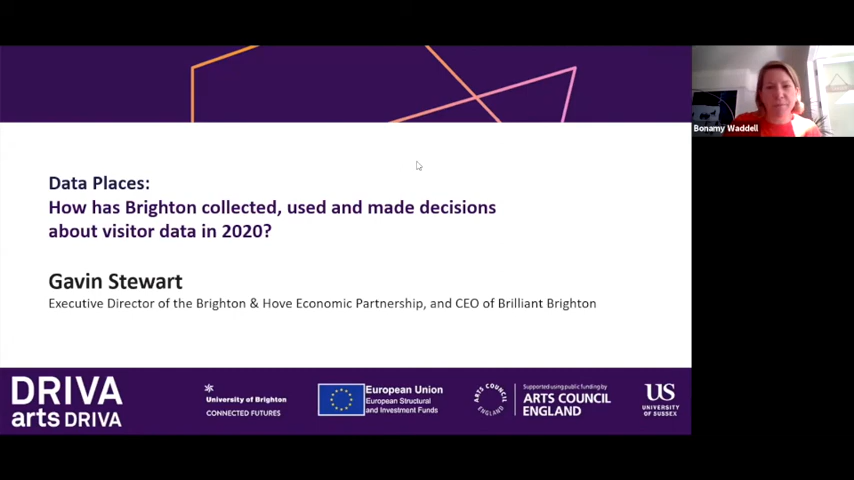 Data Places:
How has Brighton collected, used and made decisions
about visitor data in 2020?
Gavin Stewart
Executive Director of the Brighton & Hove Economic Partnership, and CEO of Brilliant Brighton
Bonamy Waddell
DRIVA
arts DRIVA
University of Brighton
CONNECTED FUTURES
European Union
European Structural
and Investment Funds
ARTS COUNCIL
ENGLAND
Supported using public funding by
ARTS COUNCIL
ENGLAND
US
UNIVERSITY
OF SUSSEX